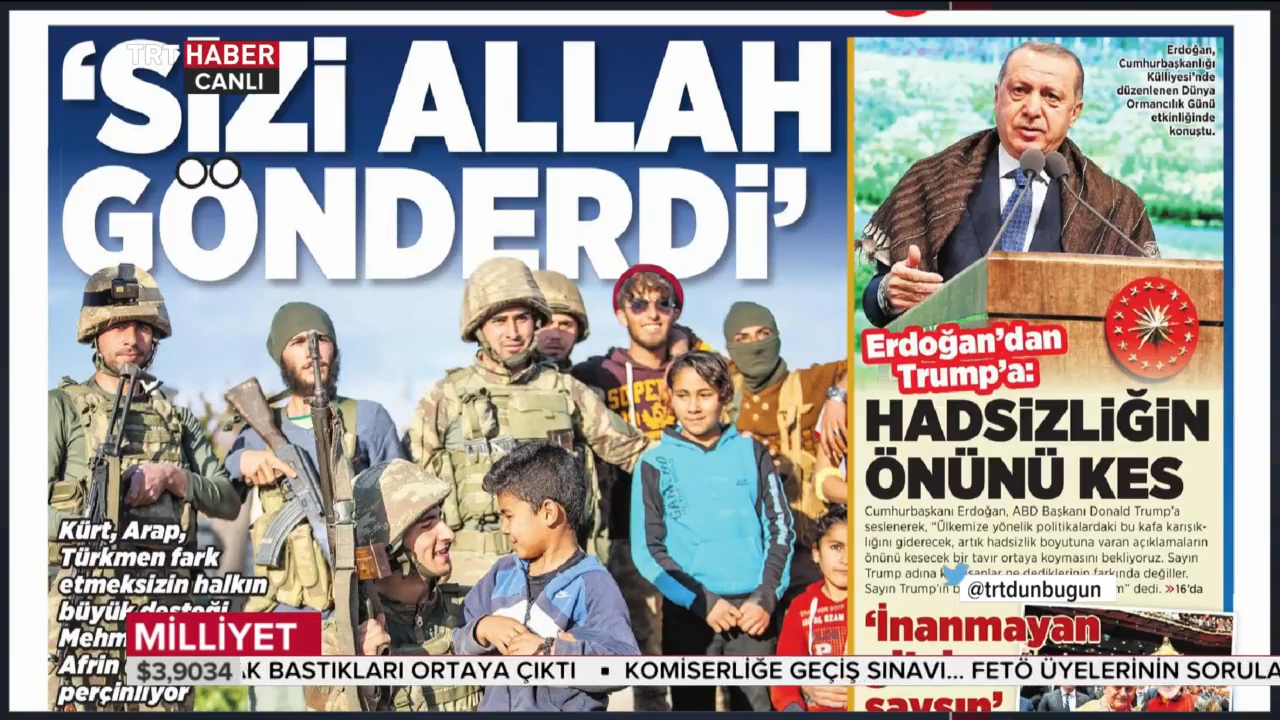 TRT HABER
CANLI
‘SİZİ ALLAH
GÖNDERDİ’
Kürt, Arap,
Türkmen fark
etmeksizin halkın
büyük desteği
Mehm
Afrin
perçinliyor
SUPER
Erdoğan,
Cumhurbaşkanlığı
Külliyesi’nde
düzenlenen Dünya
Ormancılık Günü
etkinliğinde
konuştu.
Erdoğan’dan
Trump’a:
HADSİZLİĞİN
ÖNÜNÜ KES
Cumhurbaşkanı Erdoğan, ABD Başkanı Donald Trump’a
seslenerek, “Ülkemize yönelik politikalardaki bu kafa karışık-
lığını giderecek, artık hadsizlik boyutuna varan açıklamaların
önünü kesecek bir tavır ortaya koymasını bekliyoruz. Sayın
Trump adına ne dediklerinin farkında değiller.
Sayın Trump’ın dedi. »16’da
@trtdunbugun
‘İnanmayan
saysın’
MİLLİYET
$3,9034 AK BASTIKLARI ORTAYA ÇIKTI ▪ KOMİSERLİĞE GEÇİŞ SINAVI... FETÖ ÜYELERİNİN SORULA